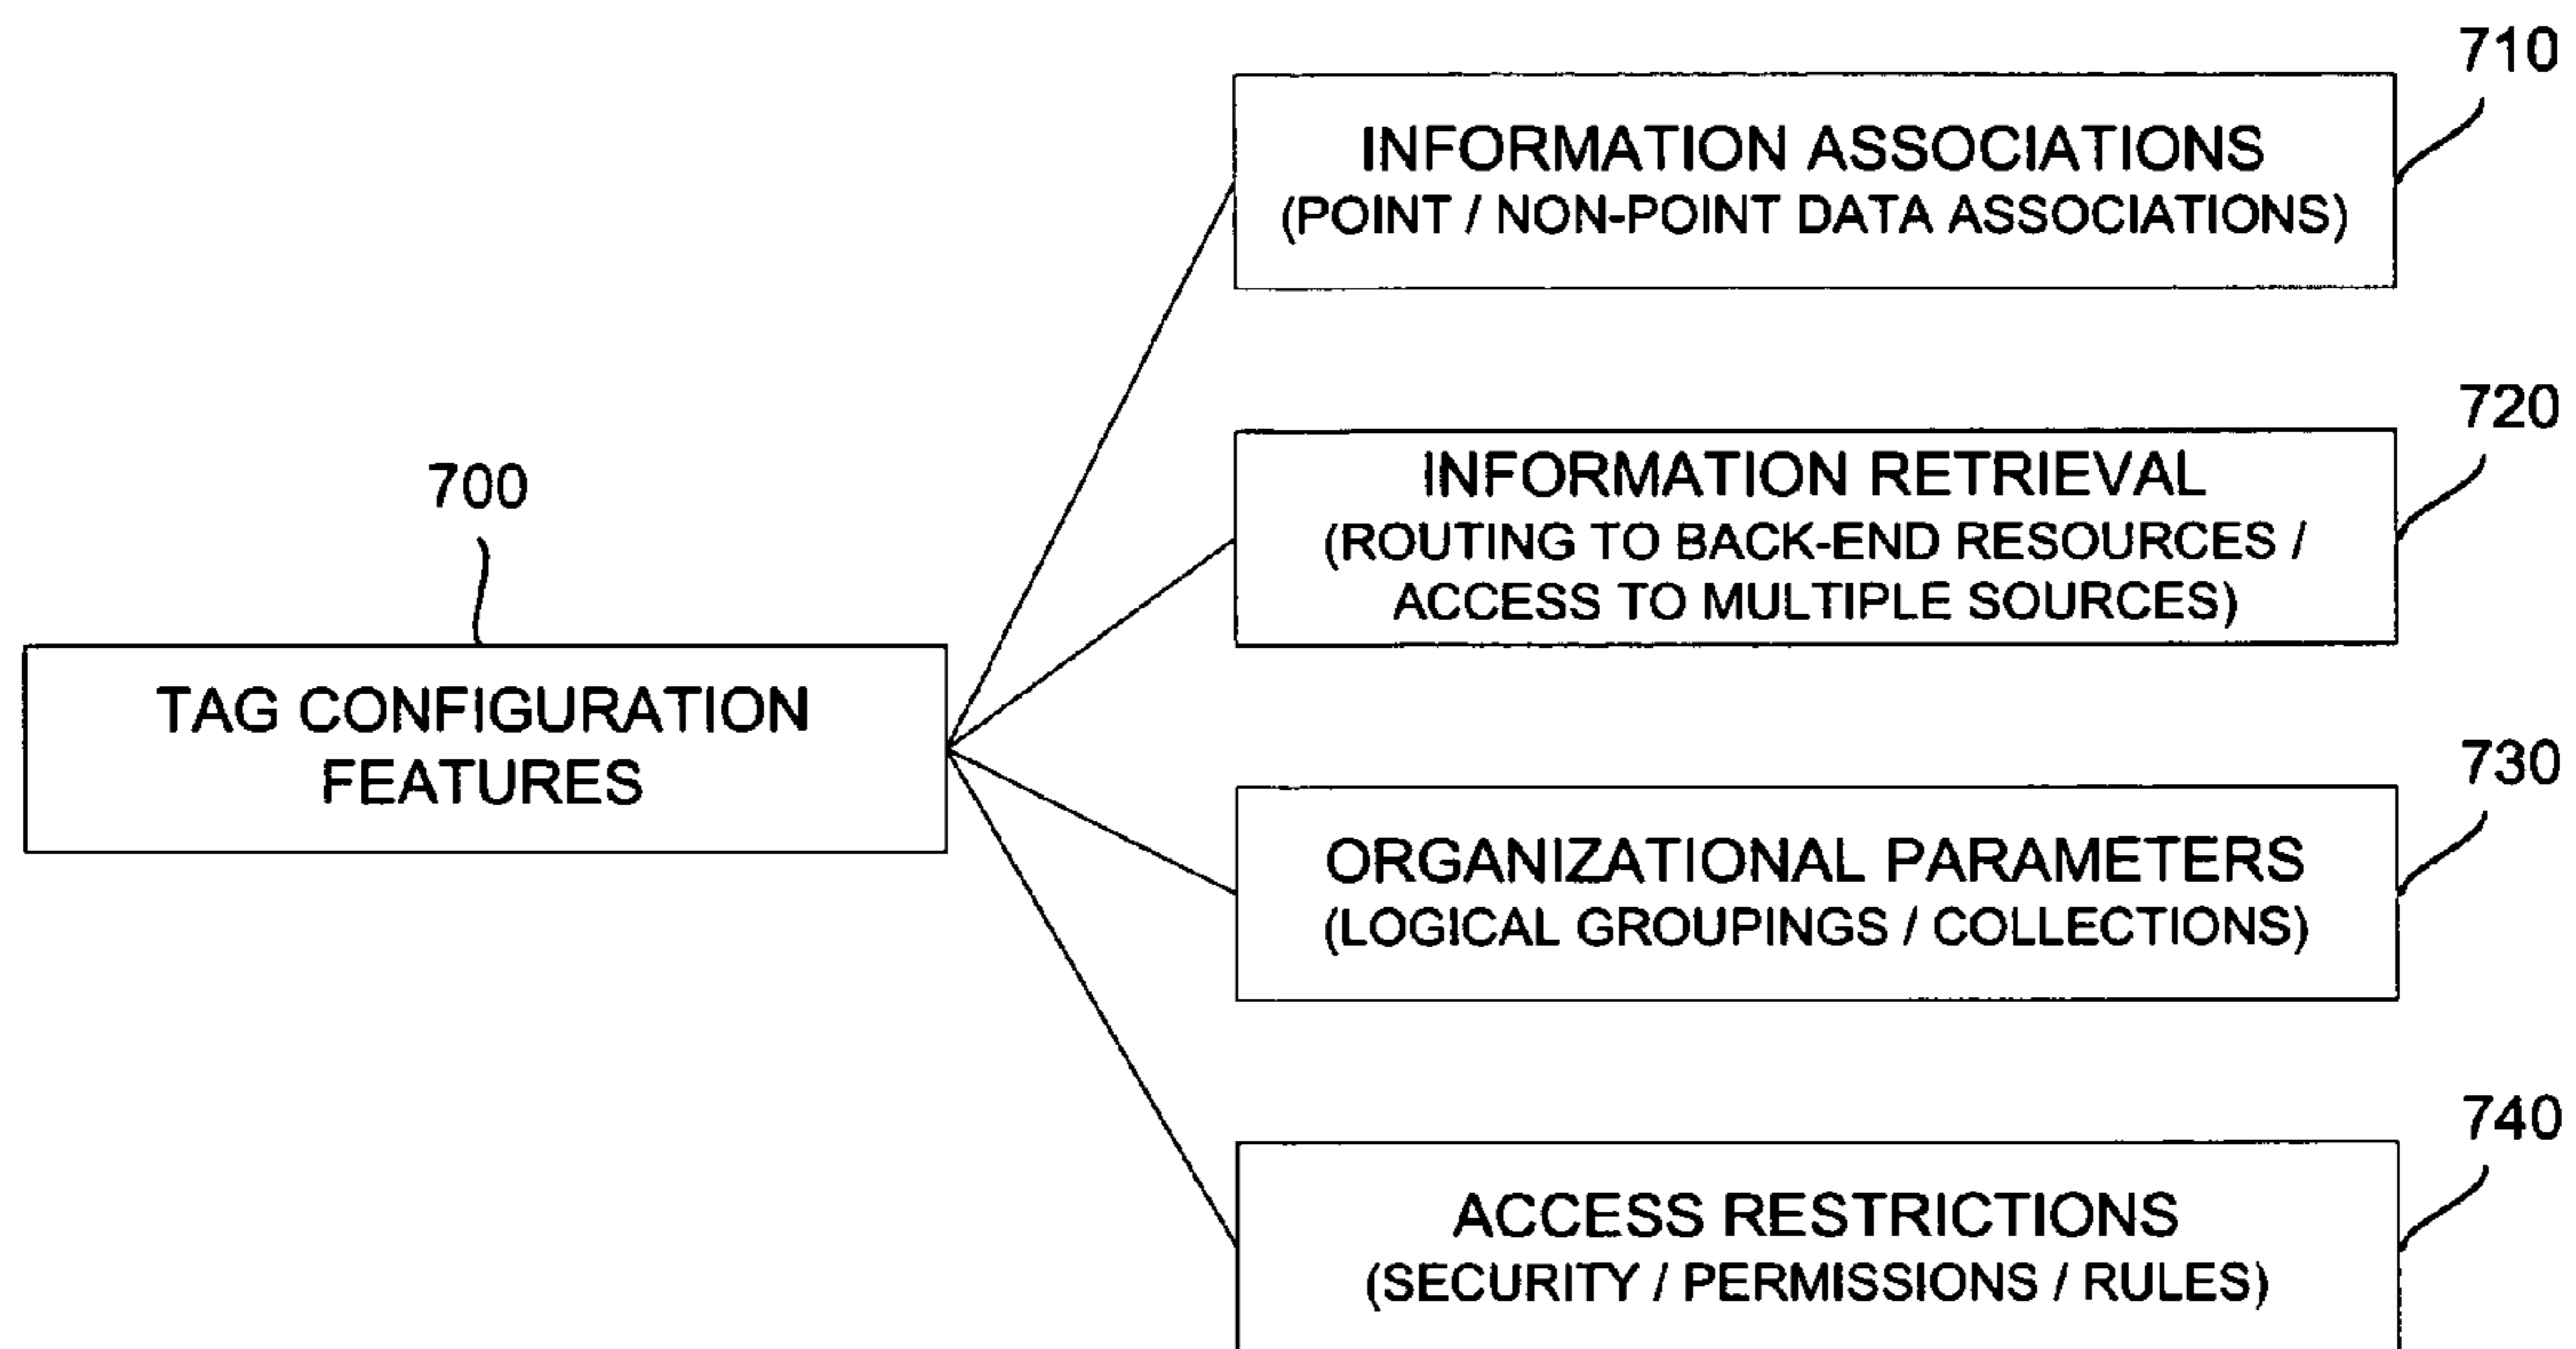 710
INFORMATION ASSOCIATIONS
(POINT / NON-POINT DATA ASSOCIATIONS)
720
INFORMATION RETRIEVAL
(ROUTING TO BACK-END RESOURCES /
ACCESS TO MULTIPLE SOURCES)
700
TAG CONFIGURATION
FEATURES
730
ORGANIZATIONAL PARAMETERS
(LOGICAL GROUPINGS / COLLECTIONS)
740
ACCESS RESTRICTIONS
(SECURITY / PERMISSIONS / RULES)